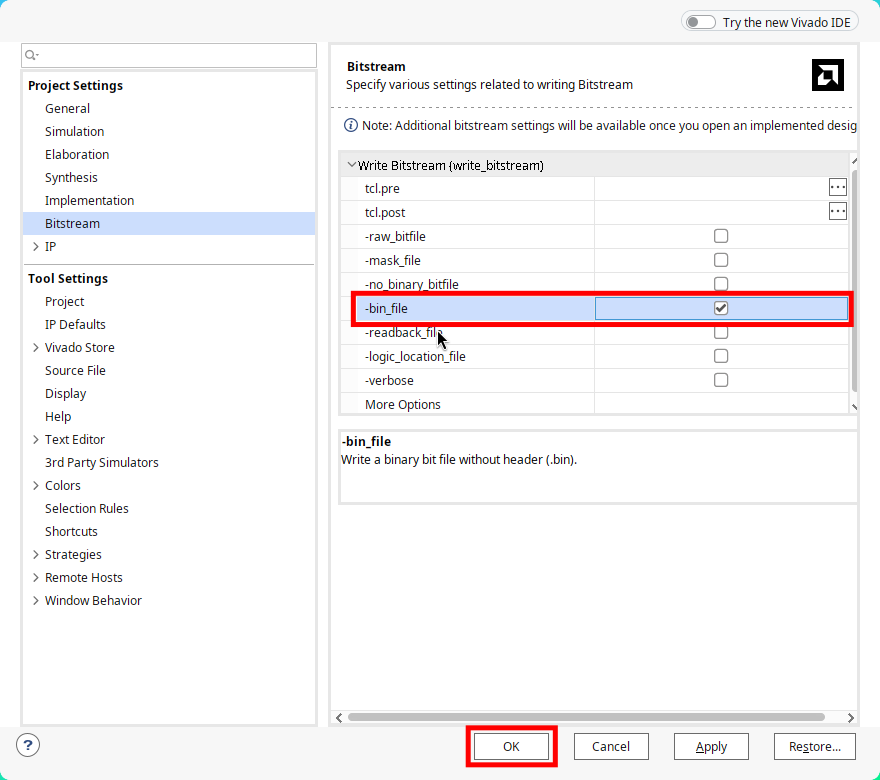 Try the new Vivado IDE
Project Settings
General
Simulation
Elaboration
Synthesis
Implementation
Bitstream
IP
Tool Settings
Project
IP Defaults
Vivado Store
Source File
Display
Help
Text Editor
3rd Party Simulators
Colors
Selection Rules
Shortcuts
Strategies
Remote Hosts
Window Behavior
Bitstream
Specify various settings related to writing Bitstream
Note: Additional bitstream settings will be available once you open an implemented desig
Write Bitstream (write_bitstream)
tcl.pre
tcl.post
-raw_bitfile
-mask_file
-no_binary_bitfile
-bin_file
-readback_file
-logic_location_file
-verbose
More Options
-bin_file
Write a binary bit file without header (.bin).
?
OK
Cancel
Apply
Restore...